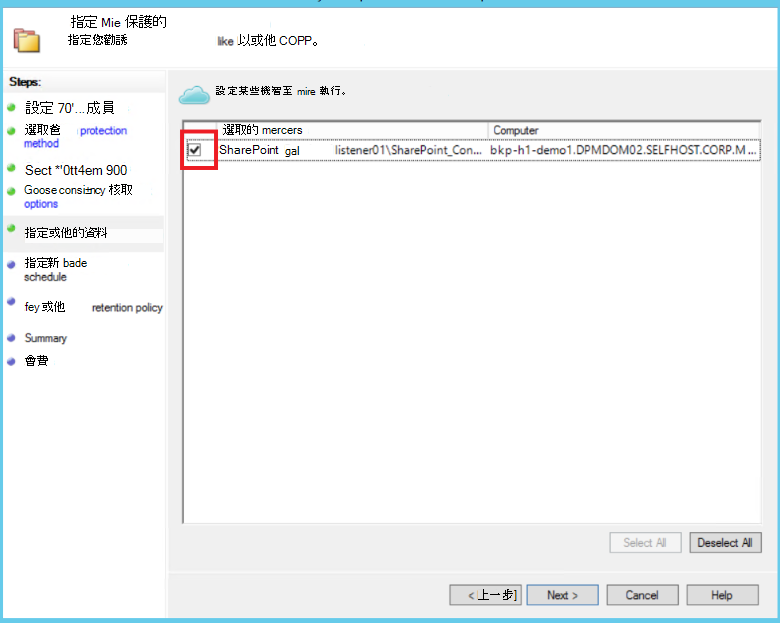 指定 Mie 保護的
指定您勸誘 like 以或他 COPP。
Steps:
設定某些機智至 mire 執行。
設定 70'...成員
選取爸 protection
method
Sect *'0tt4em 900
Goose consistency 核取
options
指定或他的資料
指定新 bade
schedule
fey 或他 retention policy
Summary
會費
選取的 mercers Computer
SharePoint gal listener01\SharePoint_Con... bkp-h1-demo1.DPMDOM02.SELFHOST.CORP.M ...
Select All Deselect All
< 上一步] Next > Cancel Help